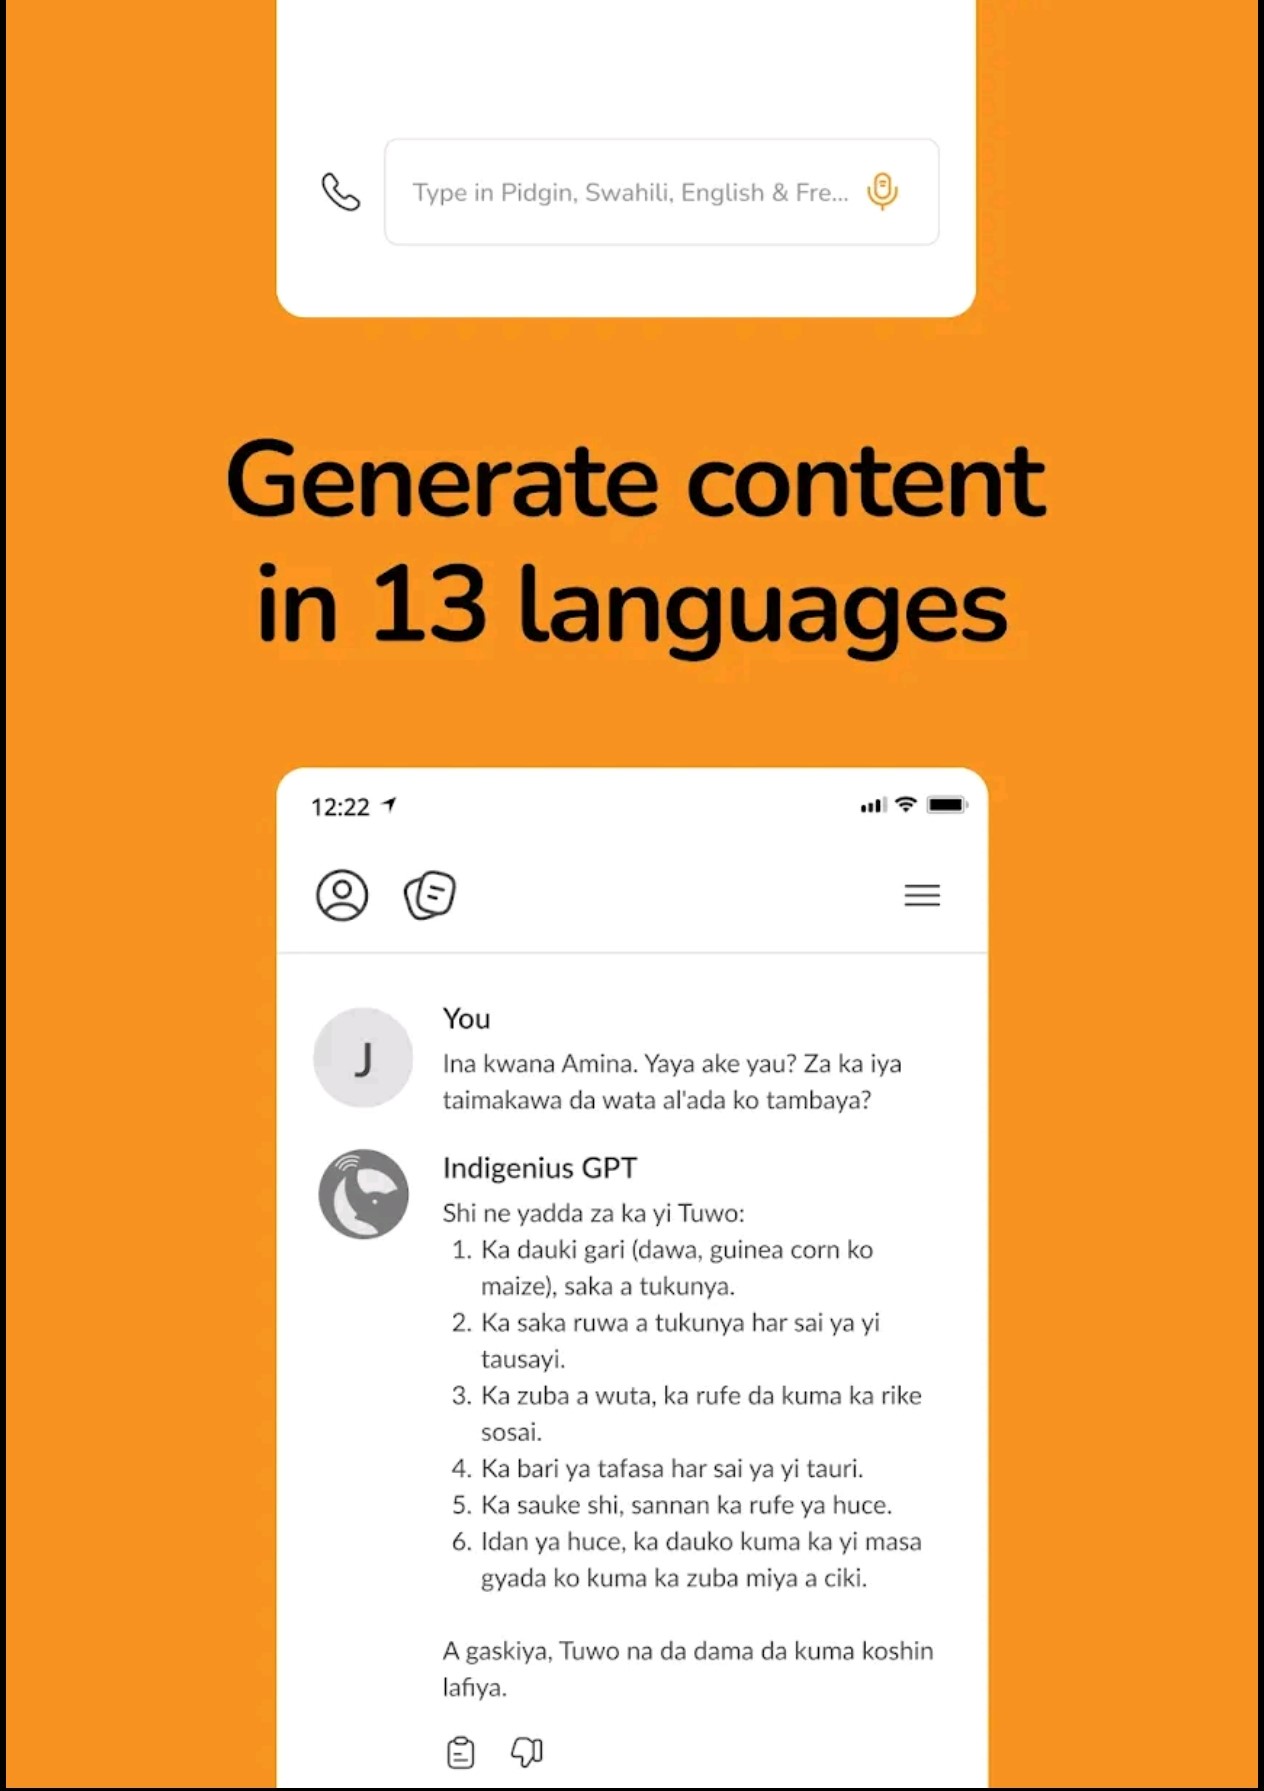 Type in Pidgin, Swahili, English & Fre...
Generate content
in 13 languages
12:22
J
You
Ina kwana Amina. Yaya ake yau? Za ka iya
taimakawa da wata al'ada ko tambaya?
Indigenius GPT
Shi ne yadda za ka yi Tuwo:
1. Ka dauki gari (dawa, guinea corn ko
maize), saka a tukunya.
2. Ka saka ruwa a tukunya har sai ya yi
tausayi.
3. Ka zuba a wuta, ka rufe da kuma ka rike
sosai.
4. Ka bari ya tafasa har sai ya yi tauri.
5. Ka sauke shi, sannan ka rufe ya huce.
6. Idan ya huce, ka dauko kuma ka yi masa
gyada ko kuma ka zuba miya a ciki.
A gaskiya, Tuwo na da dama da kuma koshin
lafiya.